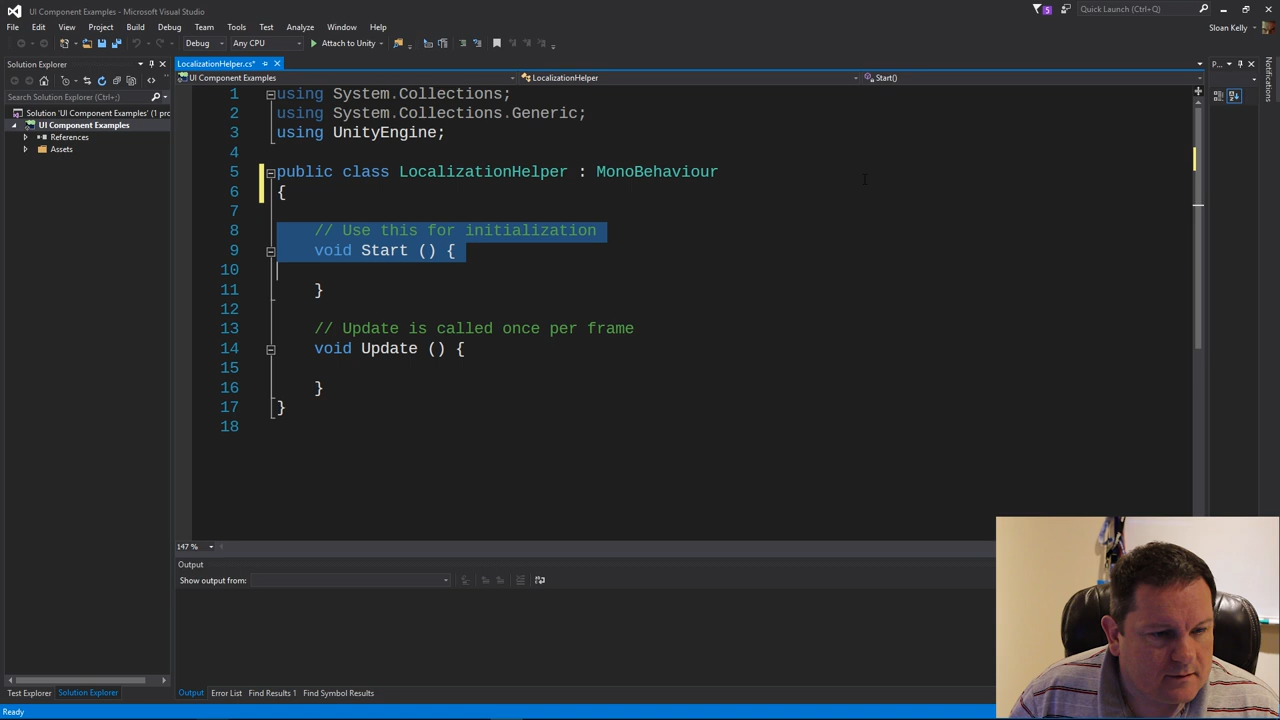 UI Component Examples - Microsoft Visual Studio
5
Quick Launch (Ctrl+Q)
File Edit View Project Build Debug Team Tools Test Analyze Window Help
Sloan Kelly
Debug Any CPU Attach to Unity
Solution Explorer
LocalizationHelper.cs*
P...
Notifications
UI Component Examples LocalizationHelper Start()
Search Solution Explorer (Ctrl+;)
Solution 'UI Component Examples' (1 proj
UI Component Examples
References
Assets
1 using System.Collections;
2 using System.Collections.Generic;
3 using UnityEngine;
4
5 public class LocalizationHelper : MonoBehaviour
6 {
7
8 // Use this for initialization
9 void Start () {
10
11 }
12
13 // Update is called once per frame
14 void Update () {
15
16 }
17 }
18
147 %
Output
Show output from:
Test Explorer Solution Explorer
Output Error List Find Results 1 Find Symbol Results
Ready